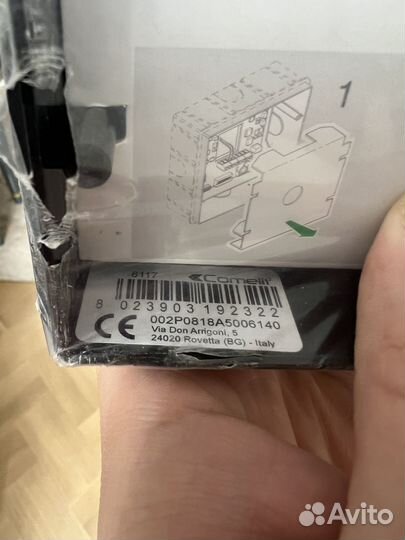 1
6117 Comelit
8 023903 192322
CE 002P0818A5006140
Via Don Arrigoni, 5
24020 Rovetta (BG) - Italy
Avito